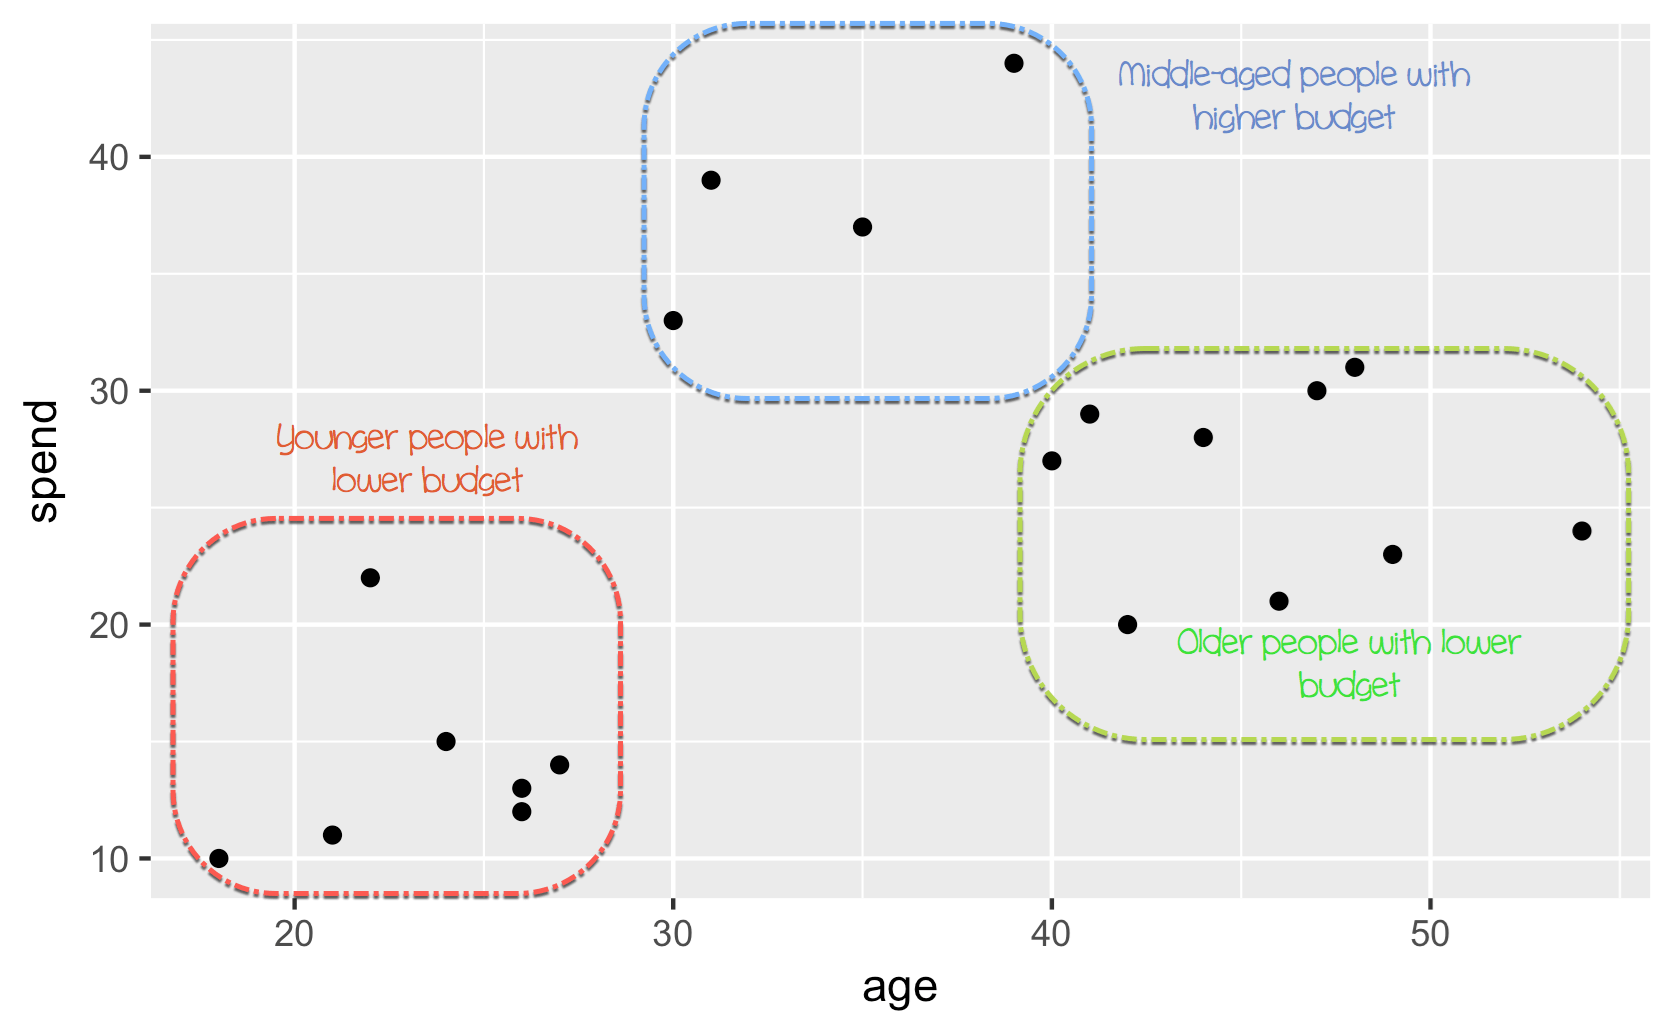 Middle-aged people with
higher budget
40
30
Younger people with
lower budget
spend
20
Older people with lower
budget
10
20 30 40 50
age